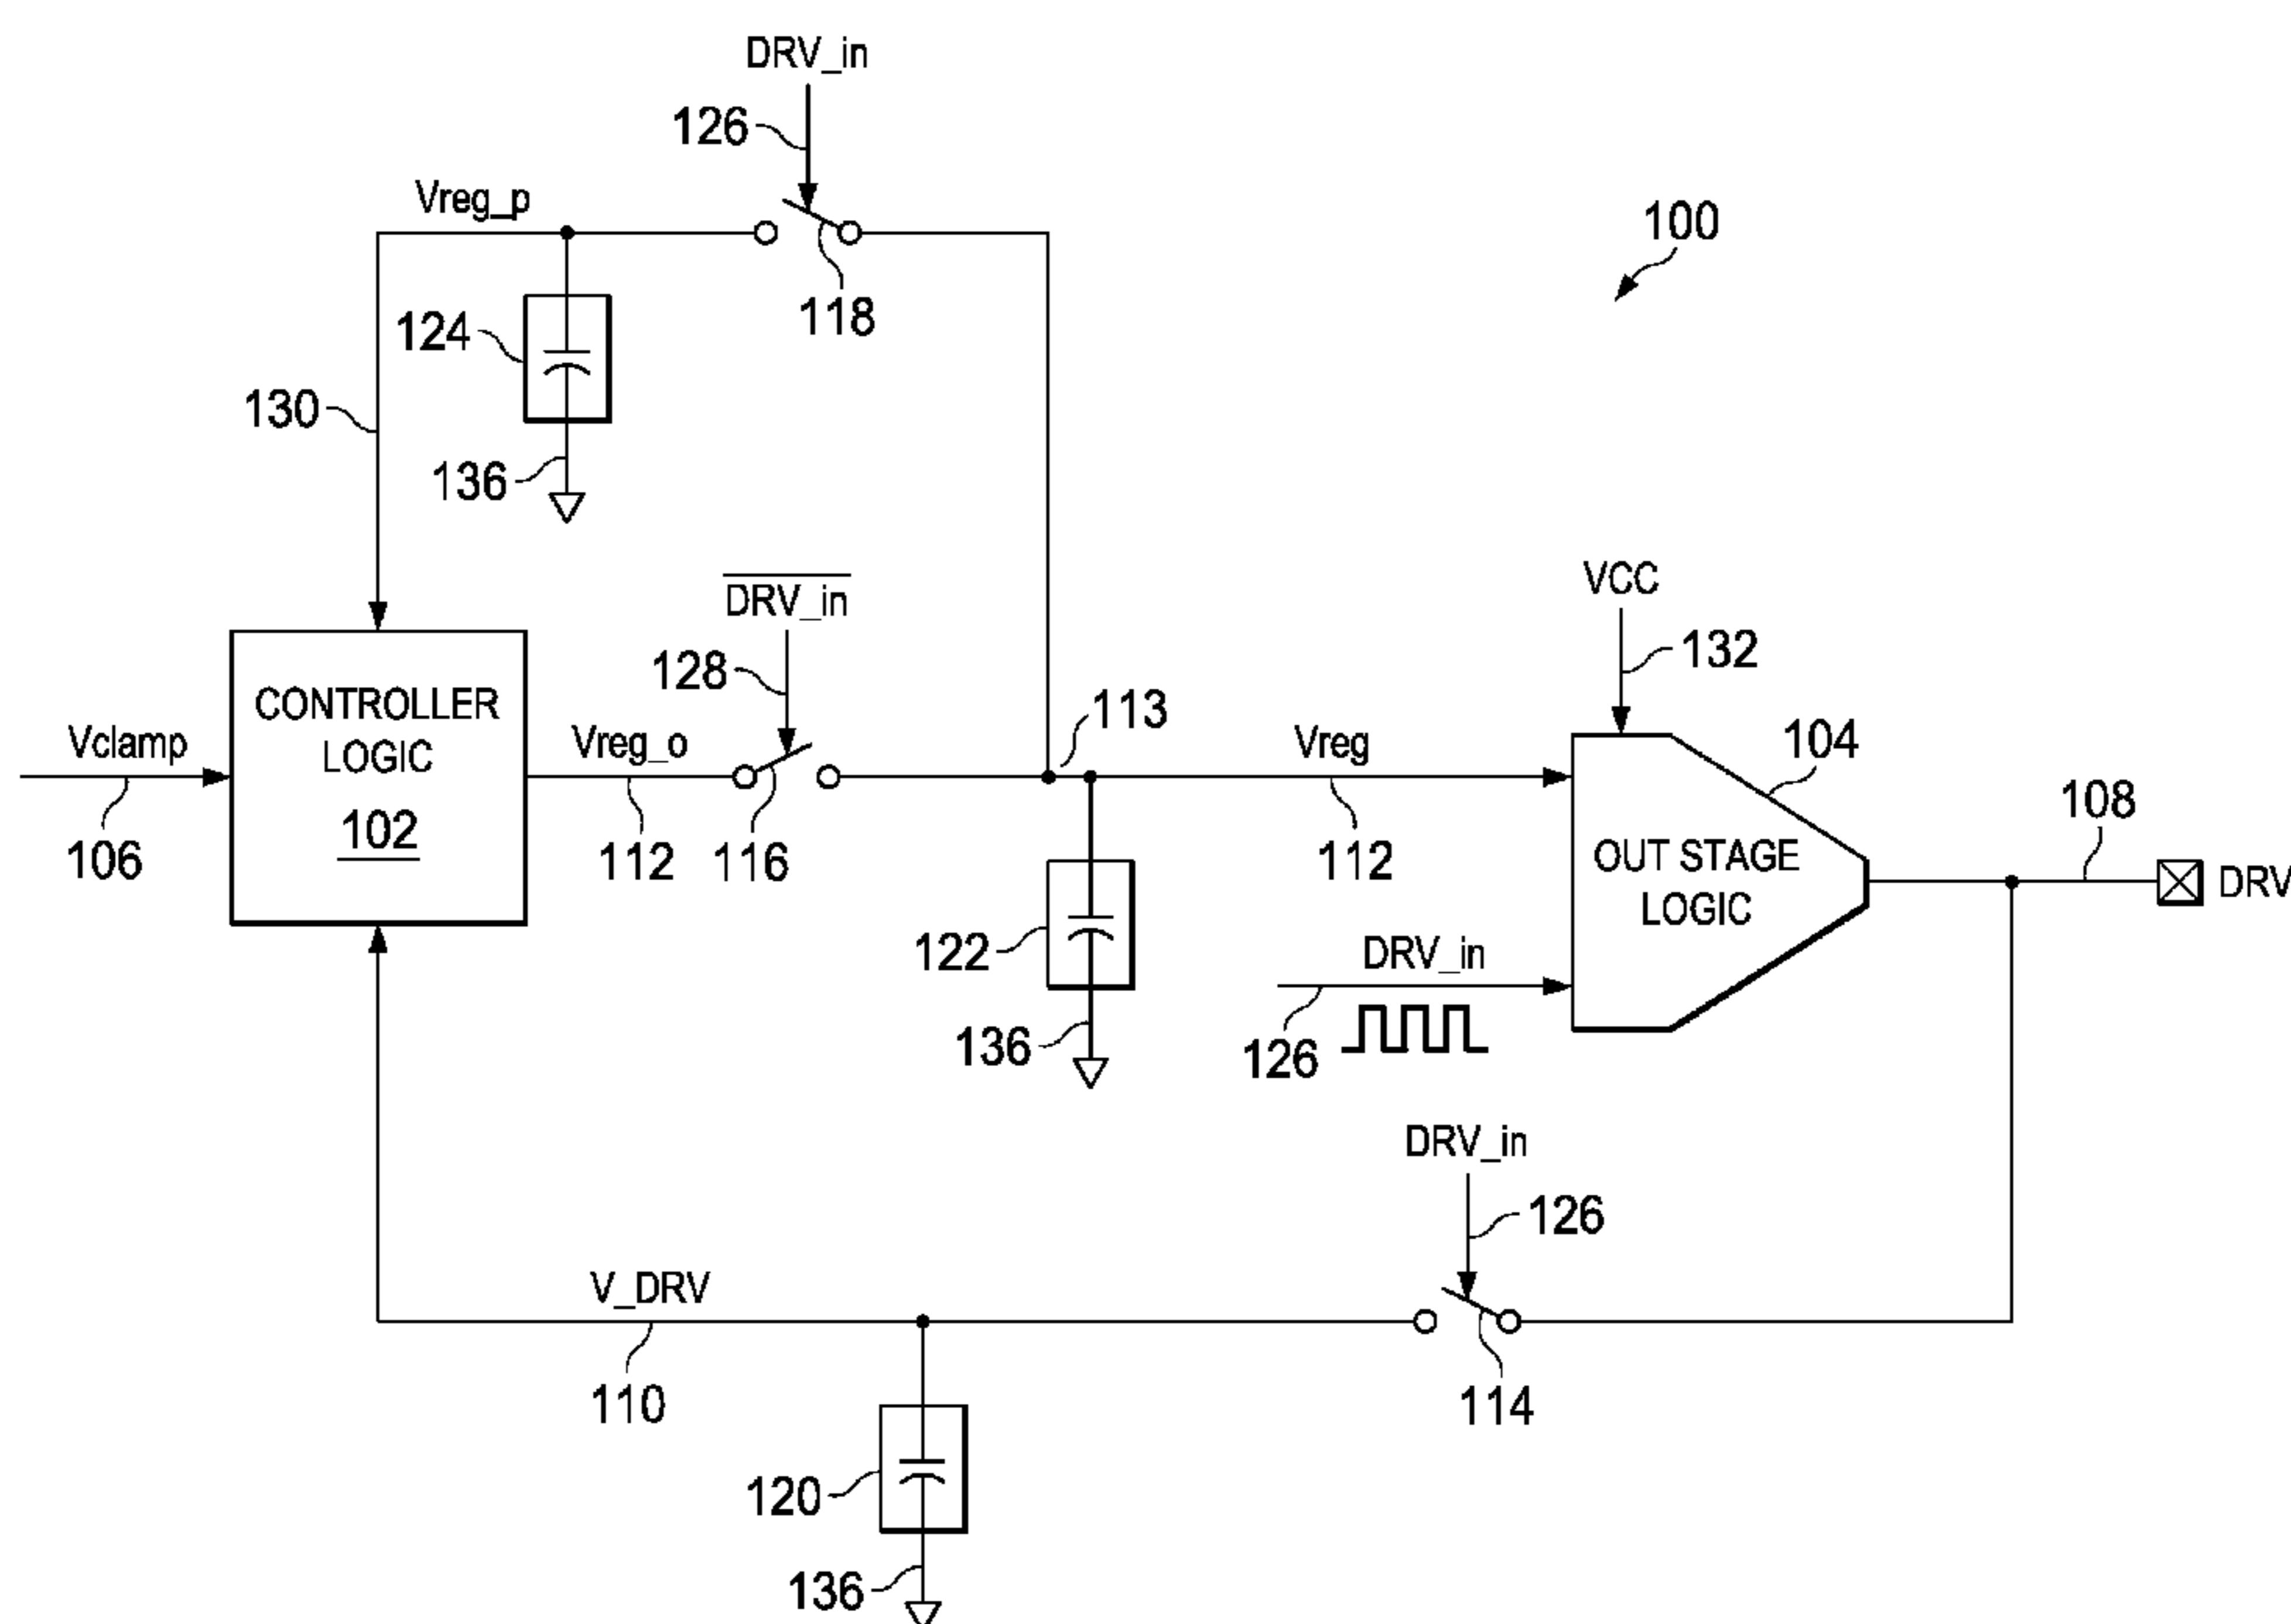 DRV_in
126
Vreg_p
100
118
124
130
136
DRV_in
VCC
128
132
CONTROLLER
LOGIC
102
Vclamp
106
Vreg_o
112
116
113
Vreg
112
104
OUT STAGE
LOGIC
108
DRV
122
DRV_in
126
136
DRV_in
126
V_DRV
110
114
120
136